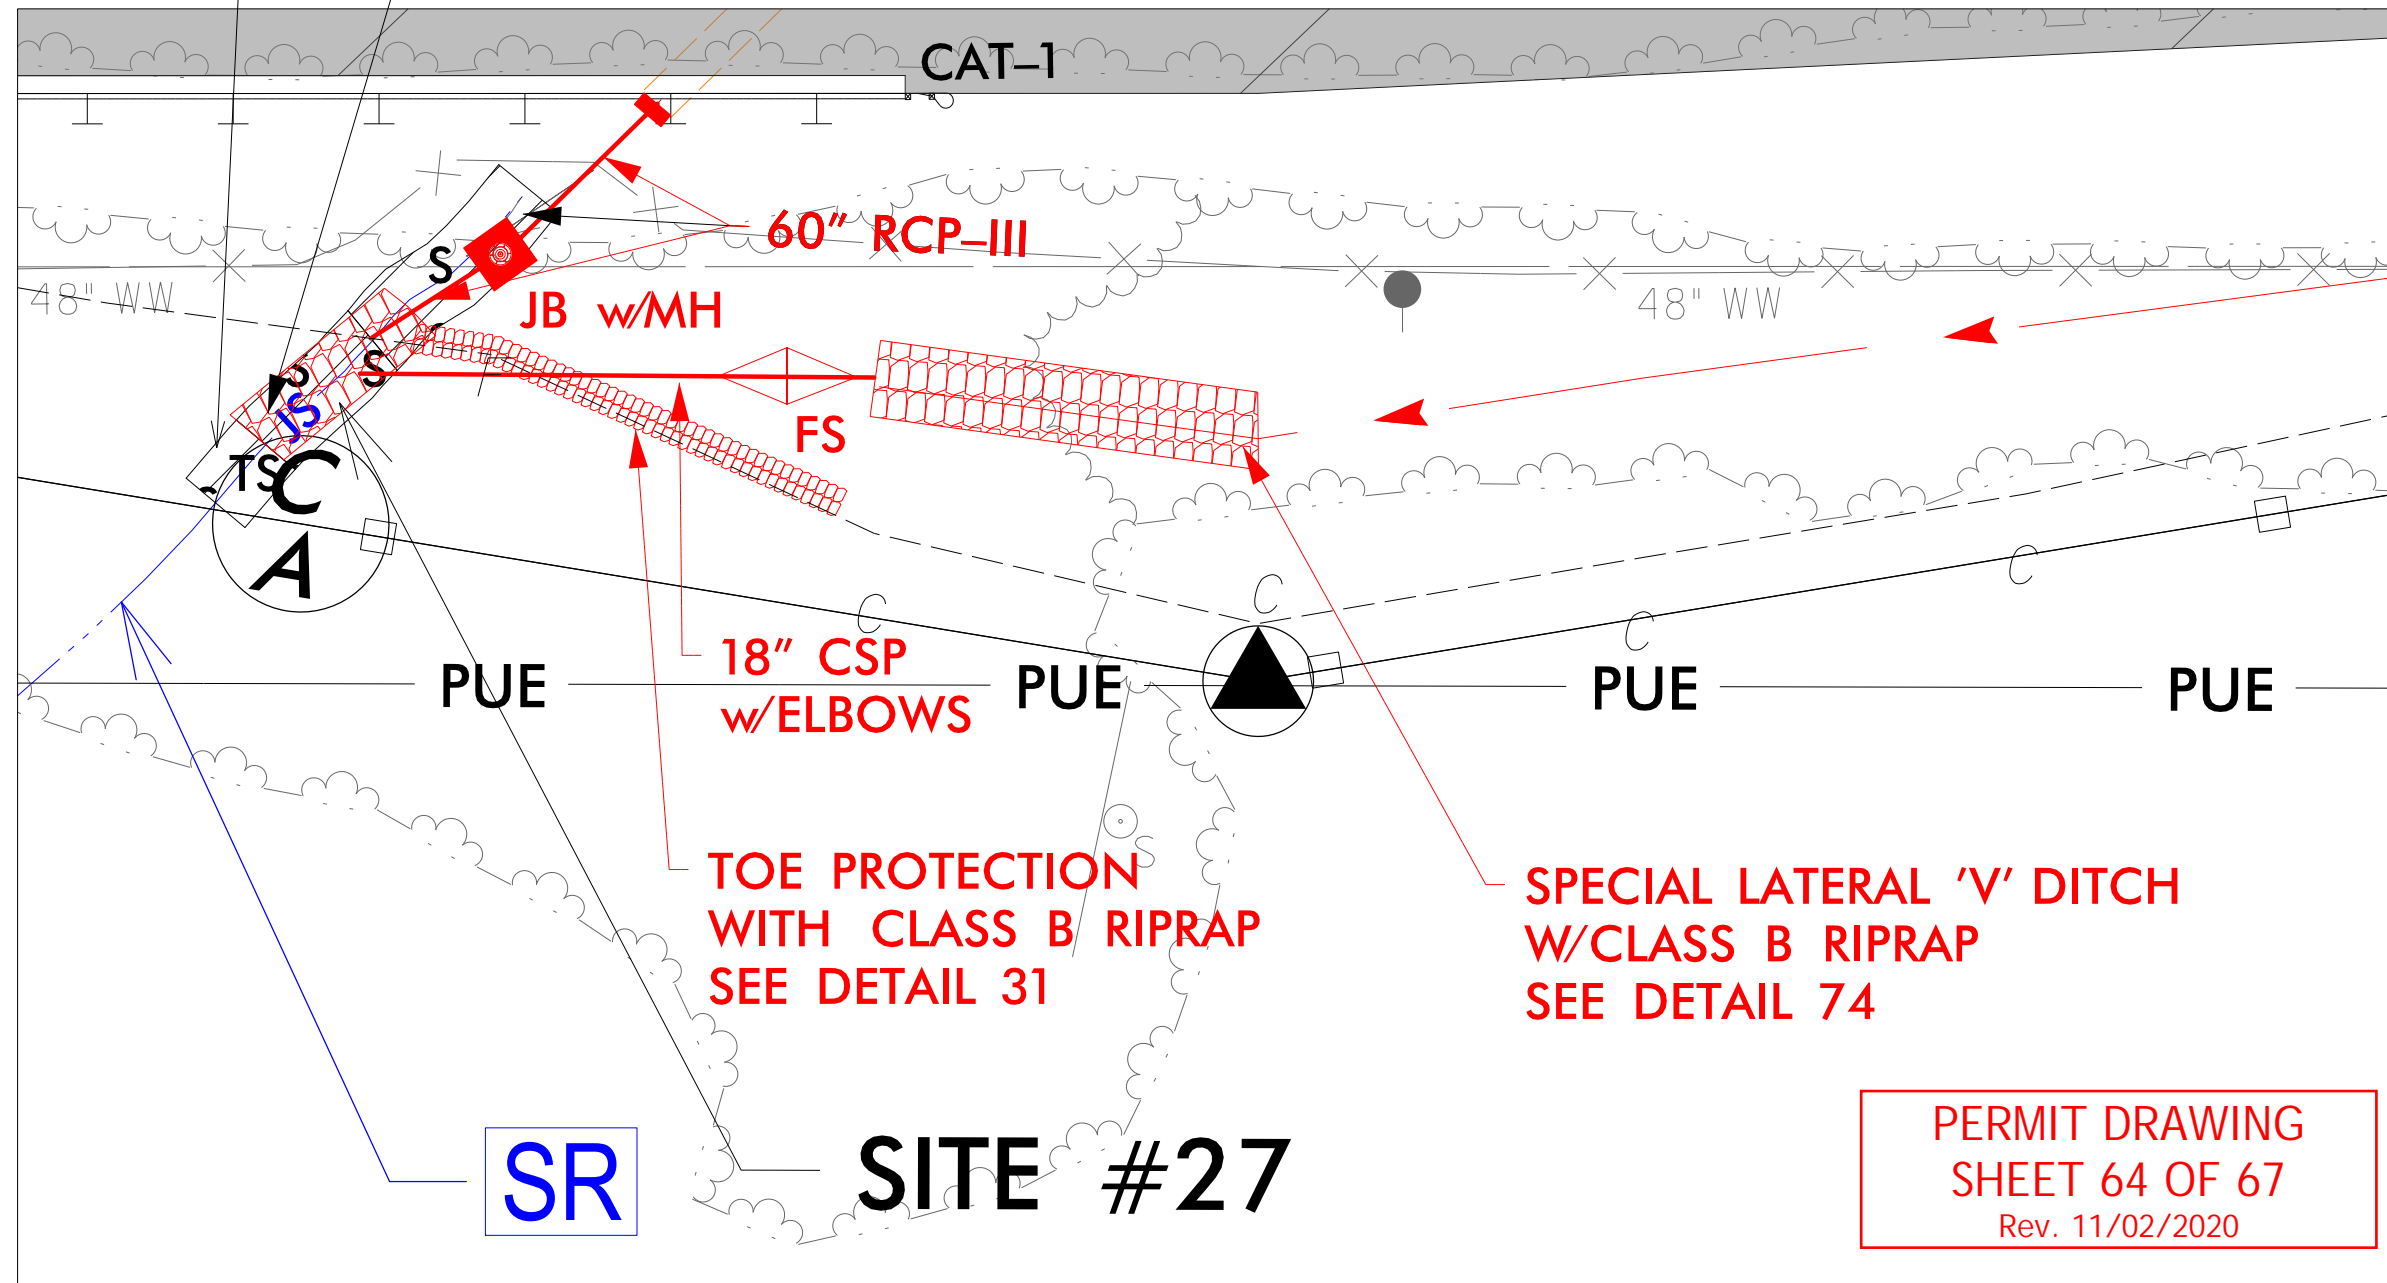 CAT-1
60" RCP-III
S
48" WW
JB w/MH
48" WW
S
S
JS
FS
TS
C
A
C
C
C
C
18" CSP
w/ELBOWS
PUE
PUE
PUE
PUE
S
TOE PROTECTION
WITH CLASS B RIPRAP
SEE DETAIL 31
SPECIAL LATERAL 'V' DITCH
W/CLASS B RIPRAP
SEE DETAIL 74
SR
SITE #27
PERMIT DRAWING
SHEET 64 OF 67
Rev. 11/02/2020